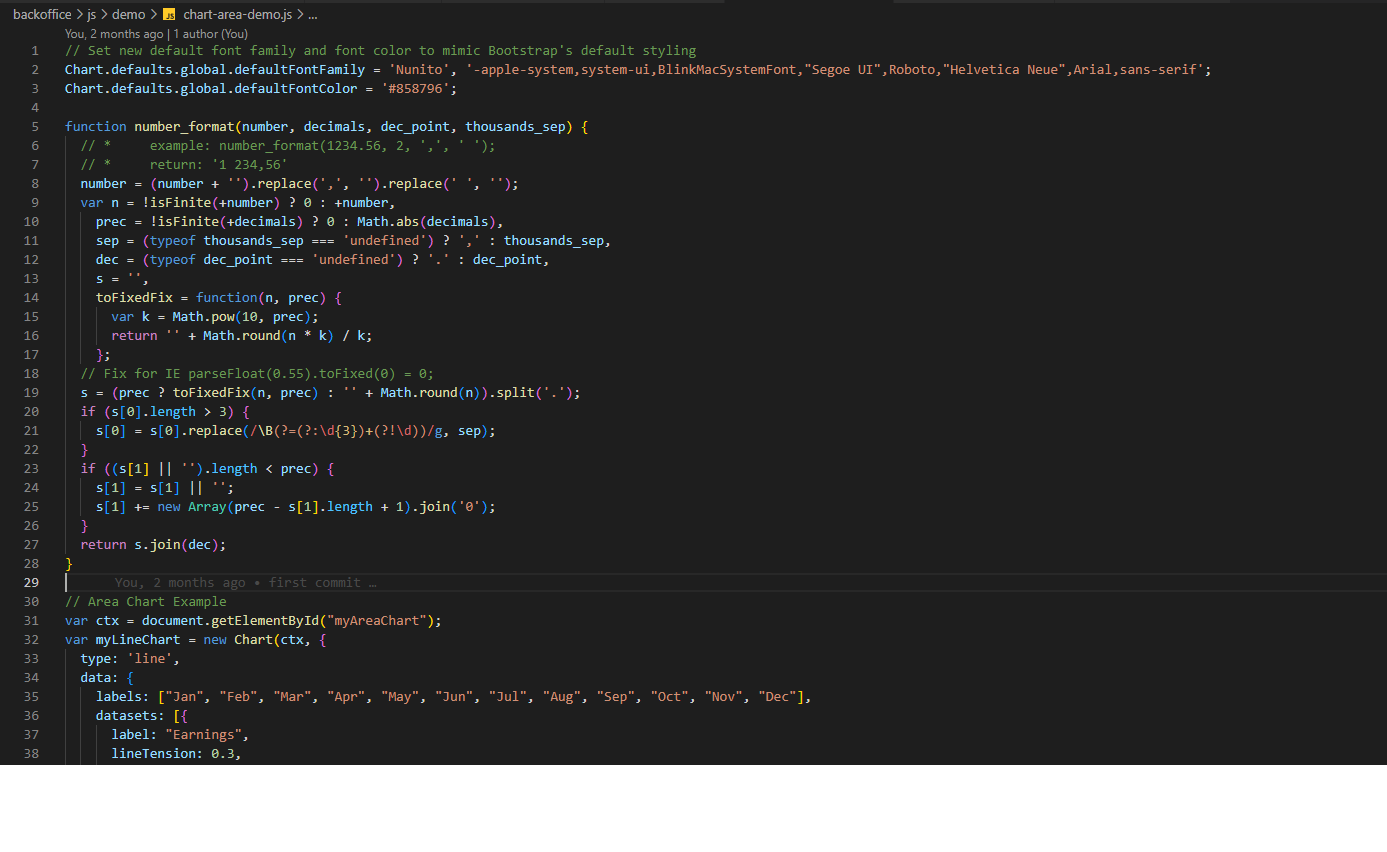 backoffice > js > demo > JS chart-area-demo.js > ...
You, 2 months ago | 1 author (You)
1 // Set new default font family and font color to mimic Bootstrap's default styling
2 Chart.defaults.global.defaultFontFamily = 'Nunito', '-apple-system,system-ui,BlinkMacSystemFont,"Segoe UI",Roboto,"Helvetica Neue",Arial,sans-serif';
3 Chart.defaults.global.defaultFontColor = '#858796';
4
5 function number_format(number, decimals, dec_point, thousands_sep) {
6   // *     example: number_format(1234.56, 2, ',', ' ');
7   // *     return: '1 234,56'
8   number = (number + '').replace(',', '').replace(' ', '');
9   var n = !isFinite(+number) ? 0 : +number,
10     prec = !isFinite(+decimals) ? 0 : Math.abs(decimals),
11     sep = (typeof thousands_sep === 'undefined') ? ',' : thousands_sep,
12     dec = (typeof dec_point === 'undefined') ? '.' : dec_point,
13     s = '',
14     toFixedFix = function(n, prec) {
15       var k = Math.pow(10, prec);
16       return '' + Math.round(n * k) / k;
17     };
18   // Fix for IE parseFloat(0.55).toFixed(0) = 0;
19   s = (prec ? toFixedFix(n, prec) : '' + Math.round(n)).split('.');
20   if (s[0].length > 3) {
21     s[0] = s[0].replace(/\B(?=(?:\d{3})+(?!\d))/g, sep);
22   }
23   if ((s[1] || '').length < prec) {
24     s[1] = s[1] || '';
25     s[1] += new Array(prec - s[1].length + 1).join('0');
26   }
27   return s.join(dec);
28 }
29 You, 2 months ago • first commit …
30 // Area Chart Example
31 var ctx = document.getElementById("myAreaChart");
32 var myLineChart = new Chart(ctx, {
33   type: 'line',
34   data: {
35     labels: ["Jan", "Feb", "Mar", "Apr", "May", "Jun", "Jul", "Aug", "Sep", "Oct", "Nov", "Dec"],
36     datasets: [{
37       label: "Earnings",
38       lineTension: 0.3,